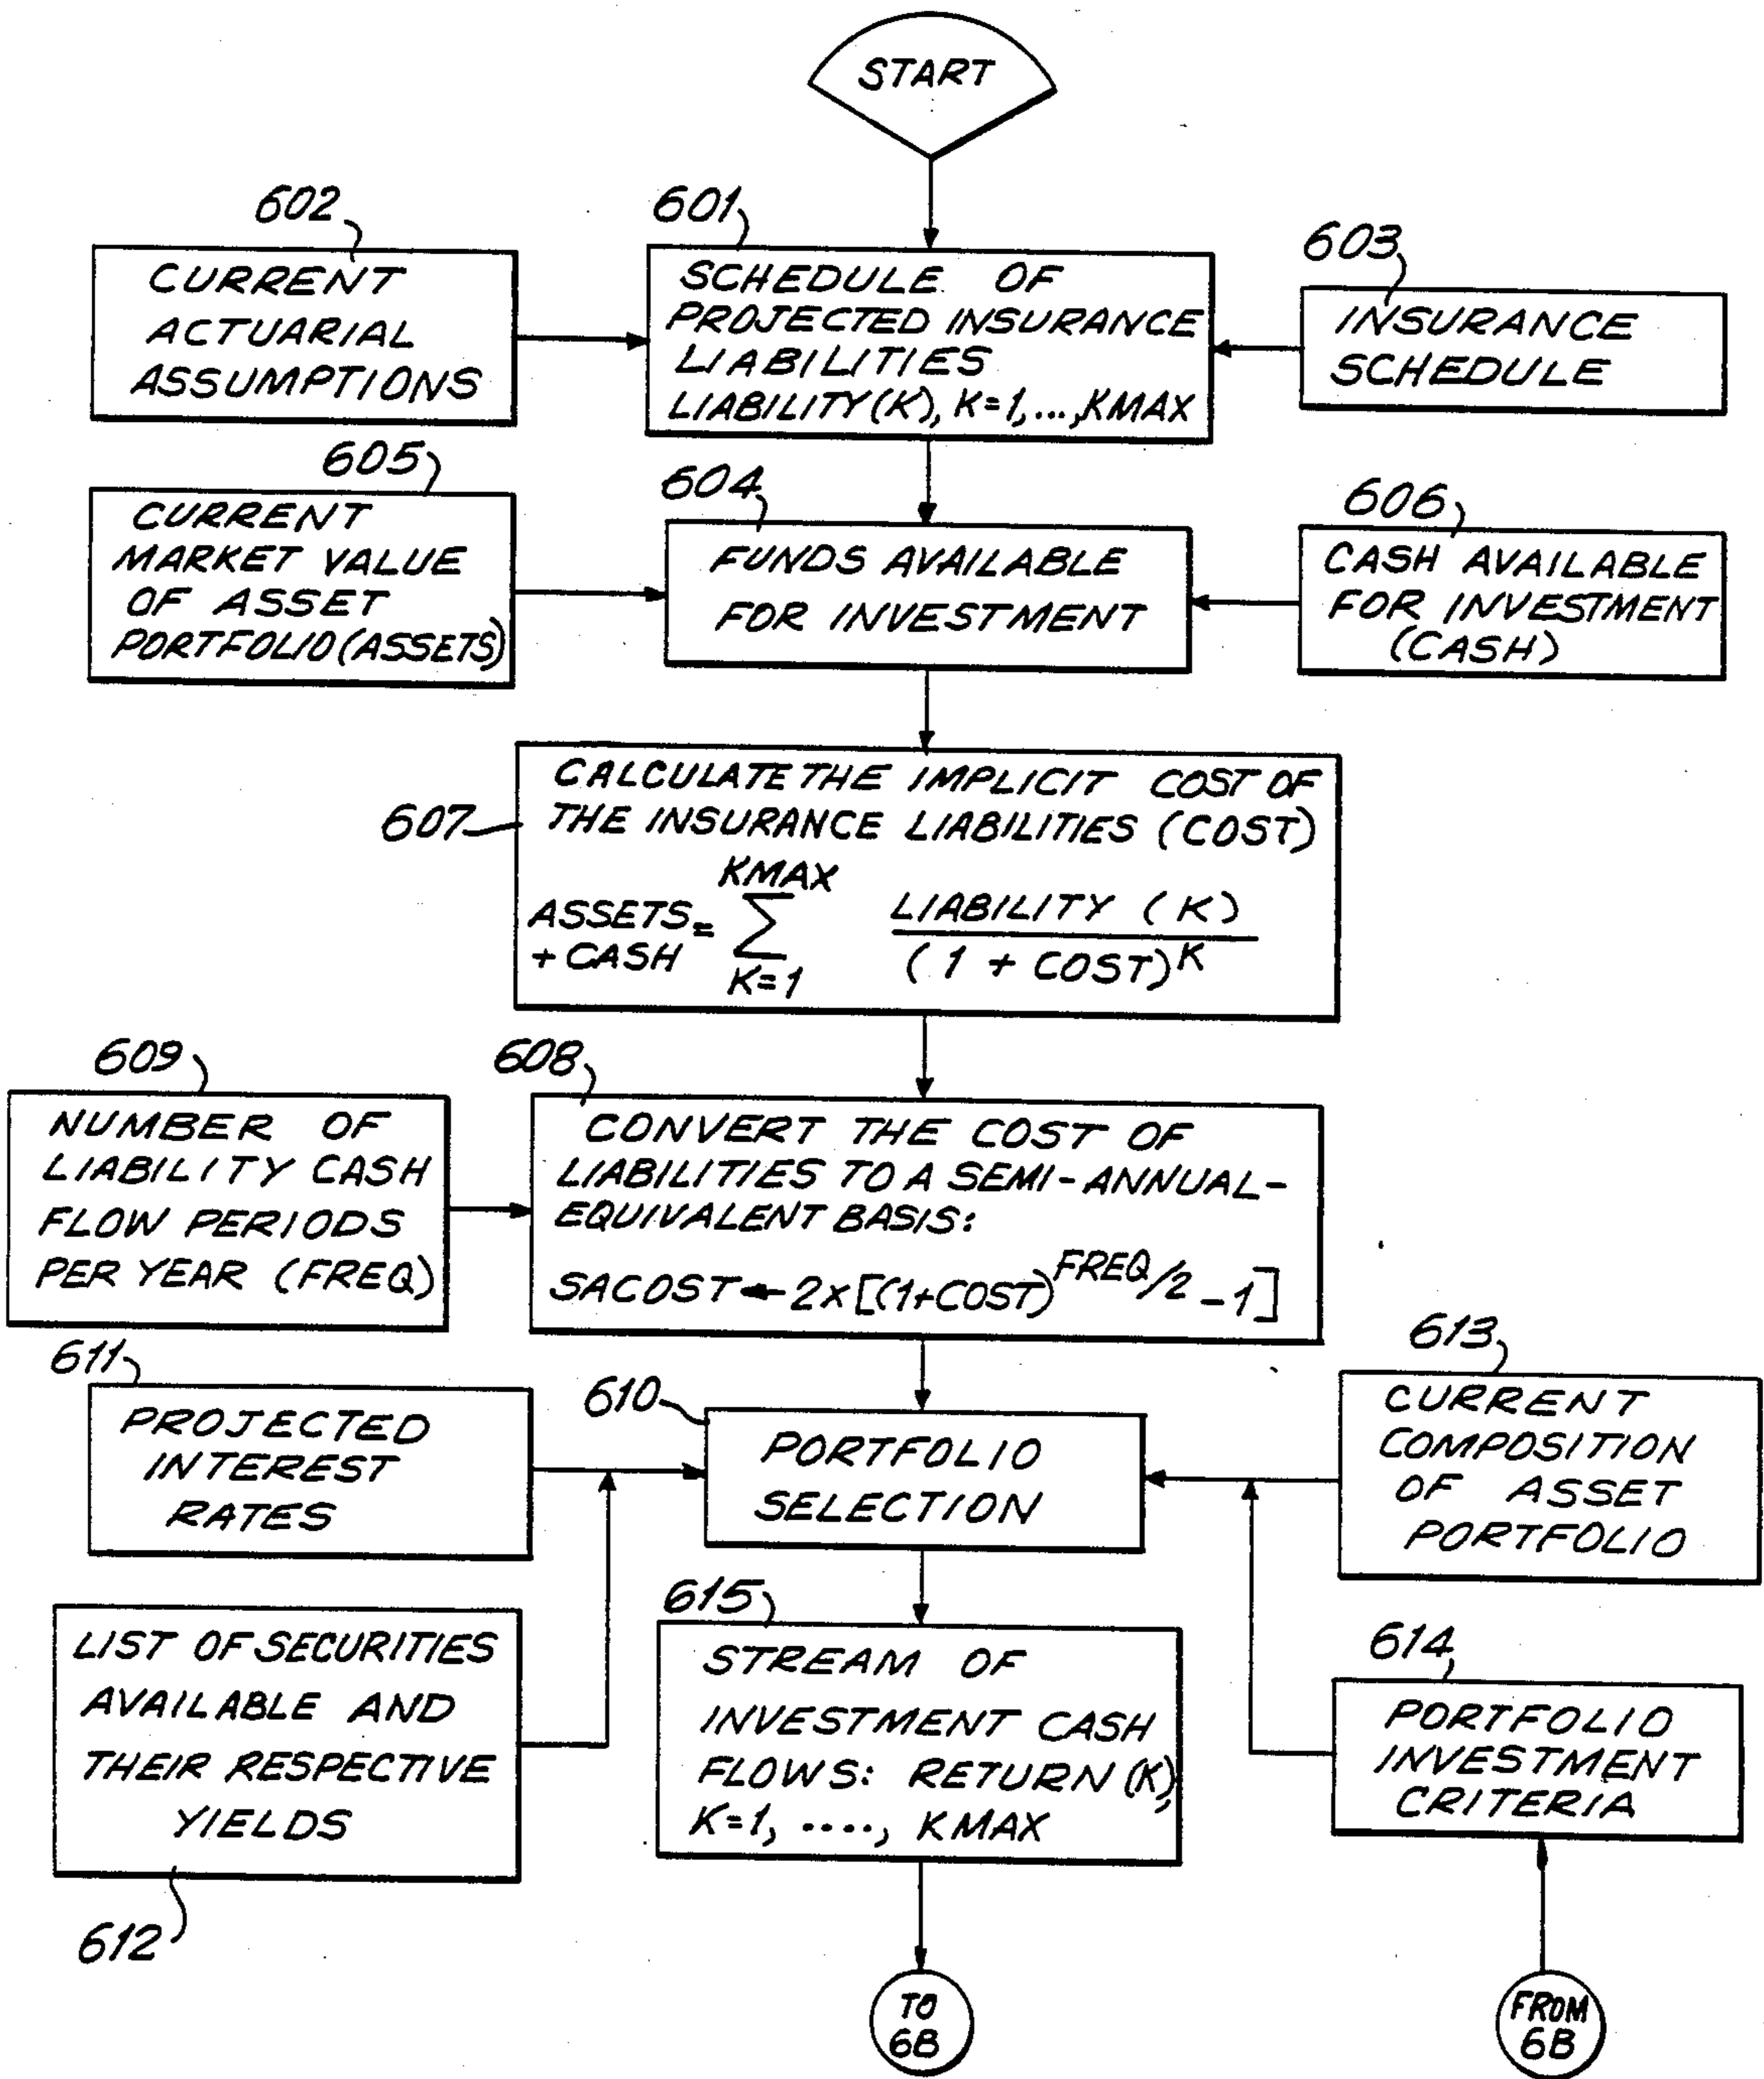 START
602
CURRENT
ACTUARIAL
ASSUMPTIONS
601
SCHEDULE OF
PROJECTED INSURANCE
LIABILITIES
LIABILITY(K), K=1,...,KMAX
603
INSURANCE
SCHEDULE
605
CURRENT
MARKET VALUE
OF ASSET
PORTFOLIO(ASSETS)
604
FUNDS AVAILABLE
FOR INVESTMENT
606
CASH AVAILABLE
FOR INVESTMENT
(CASH)
607
CALCULATE THE IMPLICIT COST OF
THE INSURANCE LIABILITIES (COST)
KMAX
ASSETS = ∑ LIABILITY (K)
+ CASH (1 + COST)^K
K=1
609
NUMBER OF
LIABILITY CASH
FLOW PERIODS
PER YEAR (FREQ)
608
CONVERT THE COST OF
LIABILITIES TO A SEMI-ANNUAL-
EQUIVALENT BASIS:
SACOST ← 2x[(1+COST)^FREQ/2 -1]
611
PROJECTED
INTEREST
RATES
610
PORTFOLIO
SELECTION
613
CURRENT
COMPOSITION
OF ASSET
PORTFOLIO
LIST OF SECURITIES
AVAILABLE AND
THEIR RESPECTIVE
YIELDS
612
615
STREAM OF
INVESTMENT CASH
FLOWS: RETURN(K),
K=1, ...., KMAX
614
PORTFOLIO
INVESTMENT
CRITERIA
TO
6B
FROM
6B